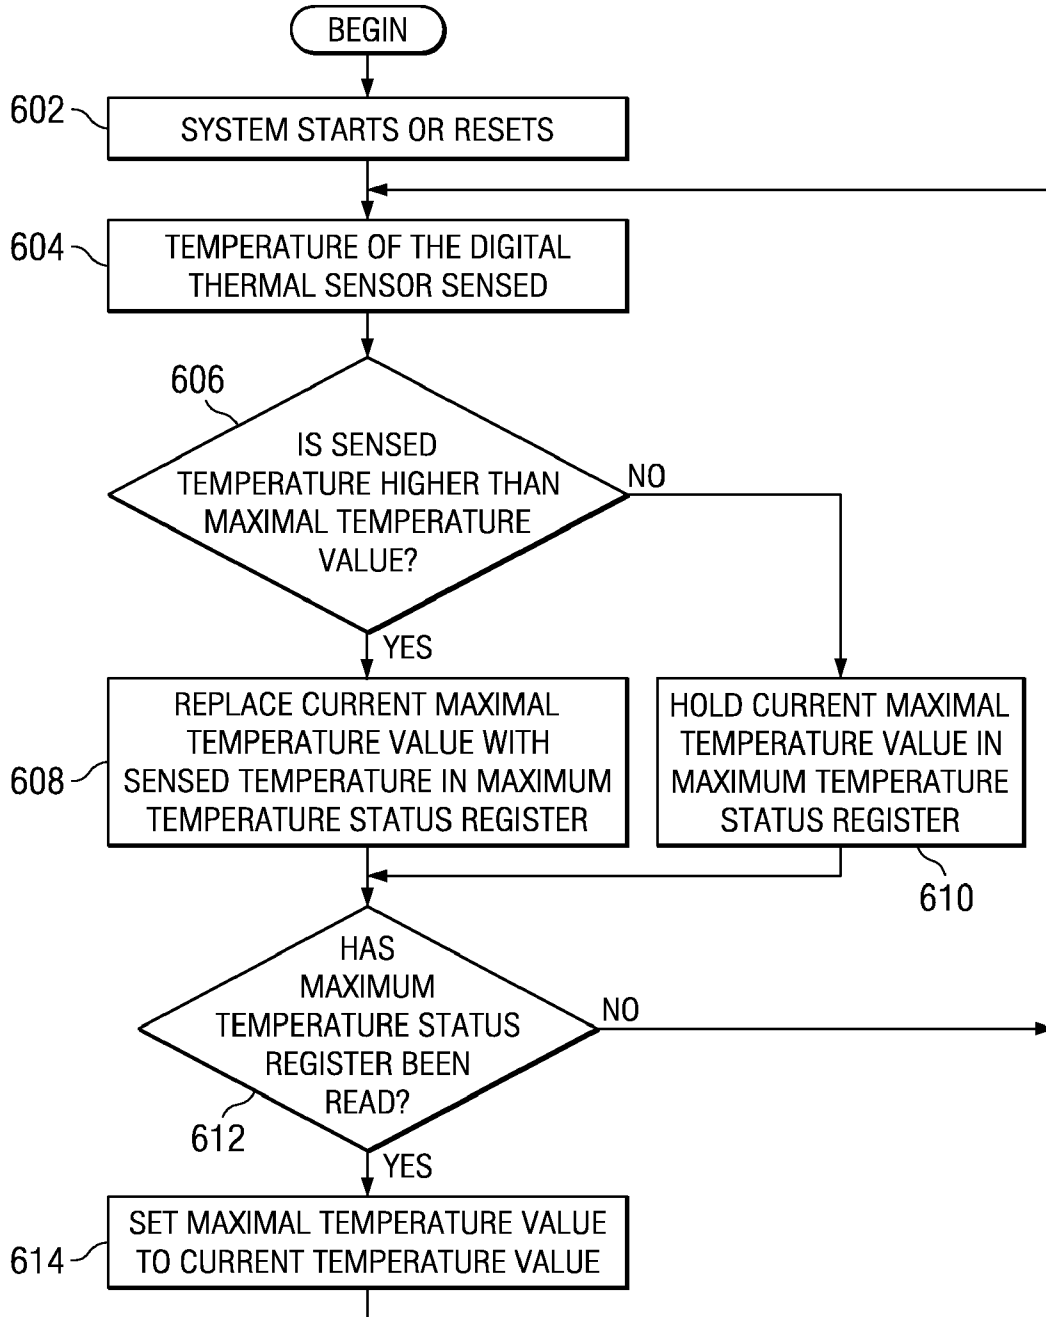 BEGIN
602
SYSTEM STARTS OR RESETS
604
TEMPERATURE OF THE DIGITAL
THERMAL SENSOR SENSED
606
IS SENSED
TEMPERATURE HIGHER THAN
MAXIMAL TEMPERATURE
VALUE?
NO
YES
608
REPLACE CURRENT MAXIMAL
TEMPERATURE VALUE WITH
SENSED TEMPERATURE IN MAXIMUM
TEMPERATURE STATUS REGISTER
HOLD CURRENT MAXIMAL
TEMPERATURE VALUE IN
MAXIMUM TEMPERATURE
STATUS REGISTER
610
HAS
MAXIMUM
TEMPERATURE STATUS
REGISTER BEEN
READ?
NO
612
YES
614
SET MAXIMAL TEMPERATURE VALUE
TO CURRENT TEMPERATURE VALUE